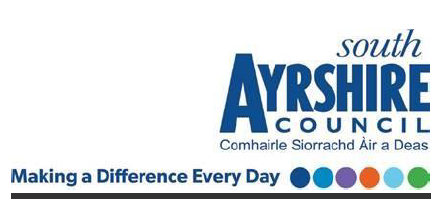 south
AYRSHIRE
COUNCIL
Comhairle Siorrachd Àir a Deas
Making a Difference Every Day